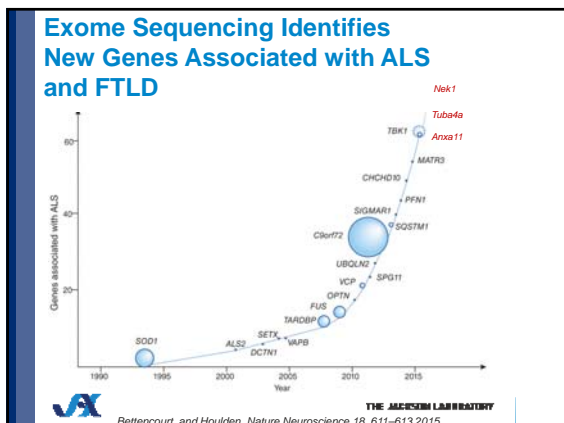 Exome Sequencing Identifies
New Genes Associated with ALS
and FTLD
Nek1
Tuba4a
Anxa11
TBK1
MATR3
CHCHD10
PFN1
SIGMAR1
SQSTM1
C9orf72
UBQLN2
SPG11
VCP
OPTN
FUS
TARDBP
SETX
VAPB
ALS2
DCTN1
SOD1
Genes associated with ALS
60
40
20
1990 1995 2000 2005 2010 2015
Year
JAX
THE JACKSON LABORATORY
Bettencourt, and Houlden, Nature Neuroscience 18, 611–613 2015